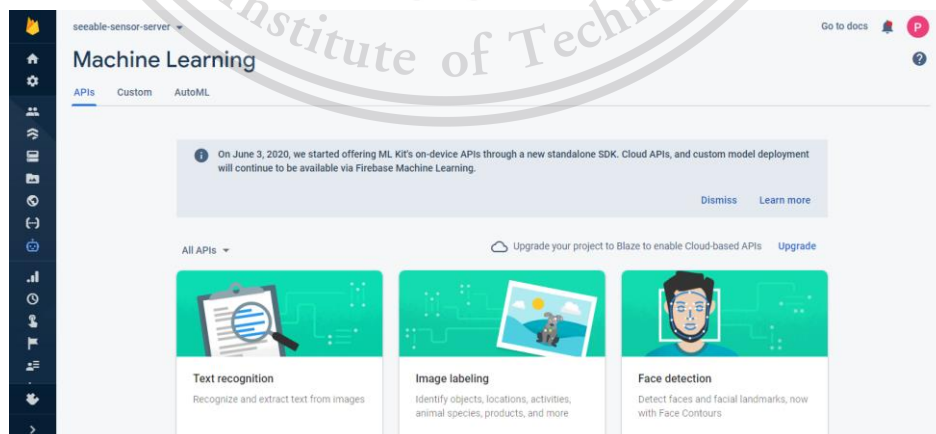 Institute of Technology
seeable-sensor-server
Go to docs
P
Machine Learning
APIs Custom AutoML
On June 3, 2020, we started offering ML Kit's on-device APIs through a new standalone SDK. Cloud APIs, and custom model deployment
will continue to be available via Firebase Machine Learning.
Dismiss Learn more
All APIs
Upgrade your project to Blaze to enable Cloud-based APIs Upgrade
Text recognition
Recognize and extract text from images
Image labeling
Identify objects, locations, activities,
animal species, products, and more
Face detection
Detect faces and facial landmarks, now
with Face Contours